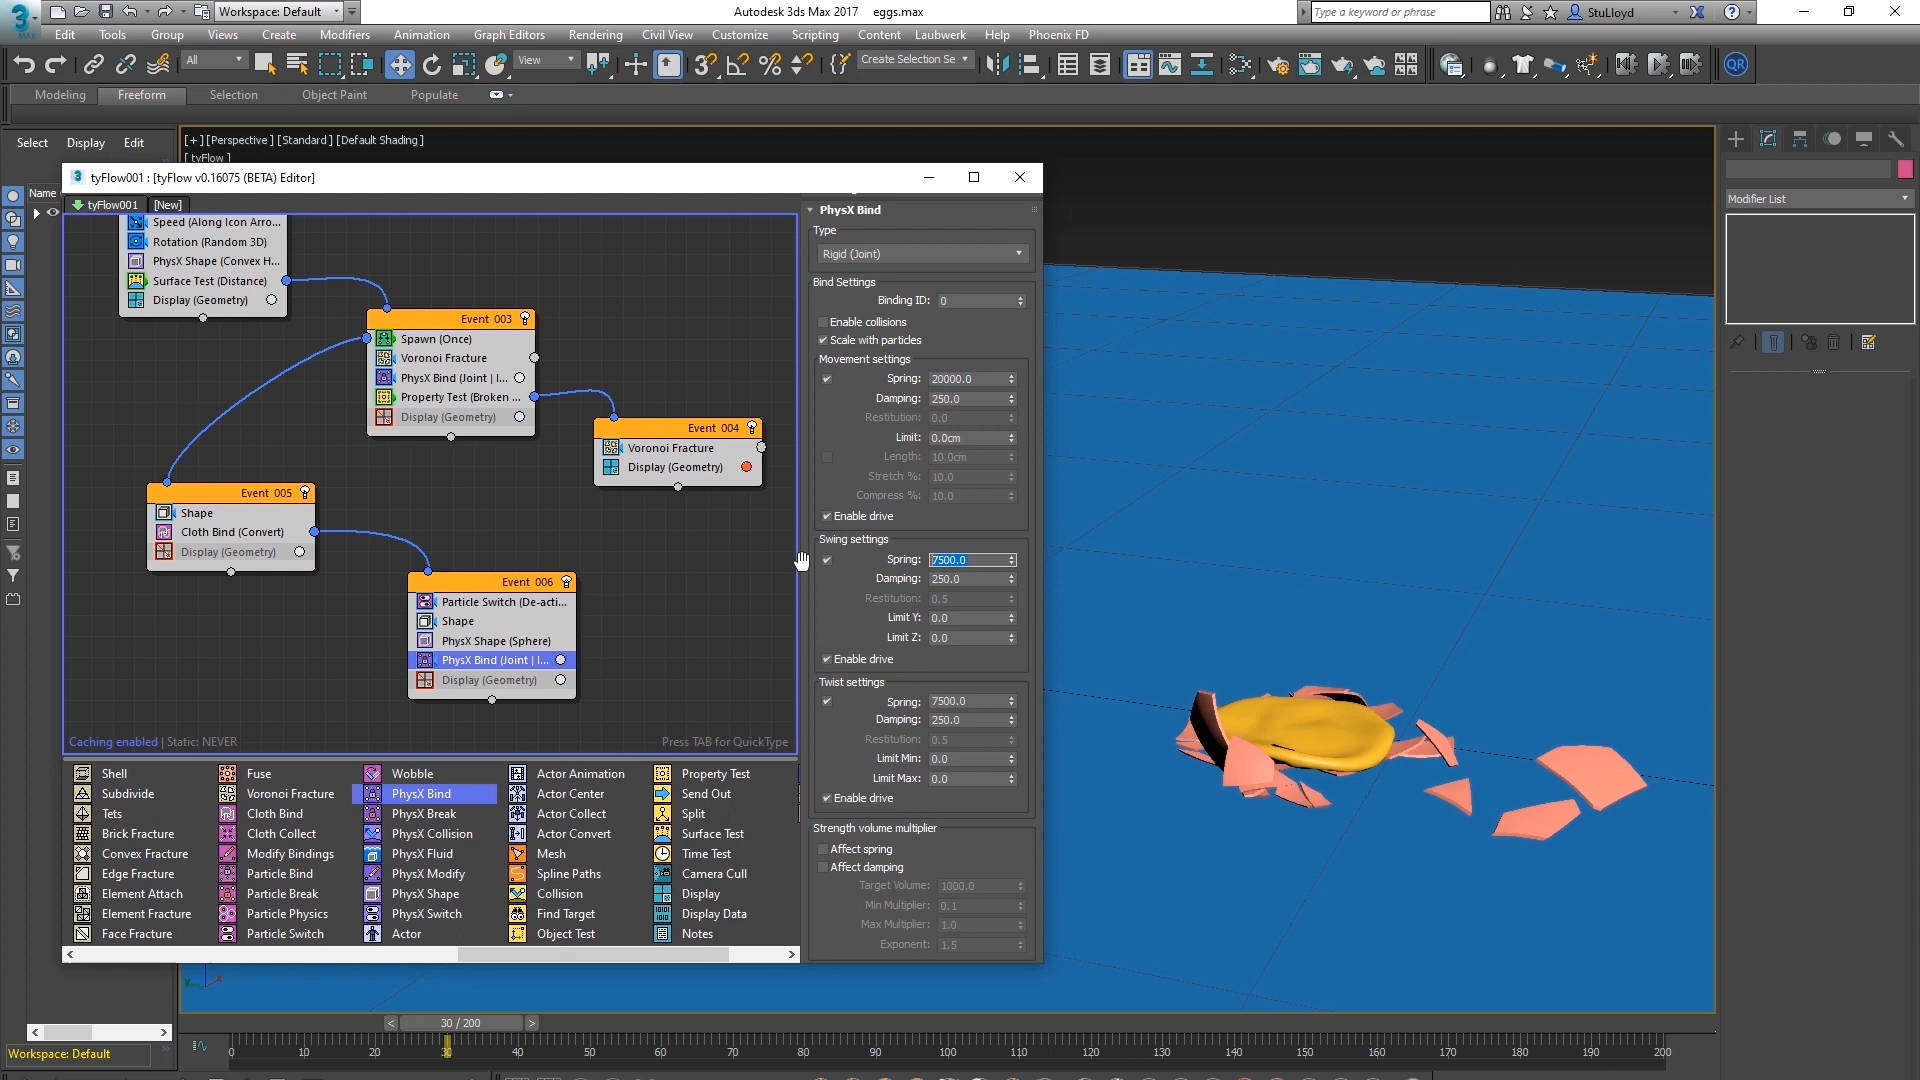 Workspace: Default
Autodesk 3ds Max 2017 eggs.max
Type a keyword or phrase
StuLloyd
MAX
Edit Tools Group Views Create Modifiers Animation Graph Editors Rendering Civil View Customize Scripting Content Laubwerk Help Phoenix FD
All
View
Create Selection Se
QR
Modeling Freeform Selection Object Paint Populate
Select Display Edit
[+] [Perspective ] [Standard ] [Default Shading ]
[ tyFlow ]
Name
Modifier List
tyFlow001 : [tyFlow v0.16075 (BETA) Editor]
tyFlow001 [New]
Speed (Along Icon Arro...
Rotation (Random 3D)
PhysX Shape (Convex H...
Surface Test (Distance)
Display (Geometry)
Event 003
Spawn (Once)
Voronoi Fracture
PhysX Bind (Joint | I...
Property Test (Broken ...
Display (Geometry)
Event 004
Voronoi Fracture
Display (Geometry)
Event 005
Shape
Cloth Bind (Convert)
Display (Geometry)
Event 006
Particle Switch (De-acti...
Shape
PhysX Shape (Sphere)
PhysX Bind (Joint | I...
Display (Geometry)
Caching enabled | Static: NEVER
Press TAB for QuickType
Shell Fuse Wobble Actor Animation Property Test
Subdivide Voronoi Fracture PhysX Bind Actor Center Send Out
Tets Cloth Bind PhysX Break Actor Collect Split
Brick Fracture Cloth Collect PhysX Collision Actor Convert Surface Test
Convex Fracture Modify Bindings PhysX Fluid Mesh Time Test
Edge Fracture Particle Bind PhysX Modify Spline Paths Camera Cull
Element Attach Particle Break PhysX Shape Collision Display
Element Fracture Particle Physics PhysX Switch Find Target Display Data
Face Fracture Particle Switch Actor Object Test Notes
PhysX Bind
Type
Rigid (Joint)
Bind Settings
Binding ID: 0
Enable collisions
Scale with particles
Movement settings
Spring: 20000.0
Damping: 250.0
Restitution: 0.0
Limit: 0.0cm
Length: 10.0cm
Stretch %: 10.0
Compress %: 10.0
Enable drive
Swing settings
Spring: 7500.0
Damping: 250.0
Restitution: 0.5
Limit Y: 0.0
Limit Z: 0.0
Enable drive
Twist settings
Spring: 7500.0
Damping: 250.0
Restitution: 0.5
Limit Min: 0.0
Limit Max: 0.0
Enable drive
Strength volume multiplier
Affect spring
Affect damping
Target Volume: 1000.0
Min Multiplier: 0.1
Max Multiplier: 1.0
Exponent: 1.5
30 / 200
0 10 20 30 40 50 60 70 80 90 100 110 120 130 140 150 160 170 180 190 200
Workspace: Default